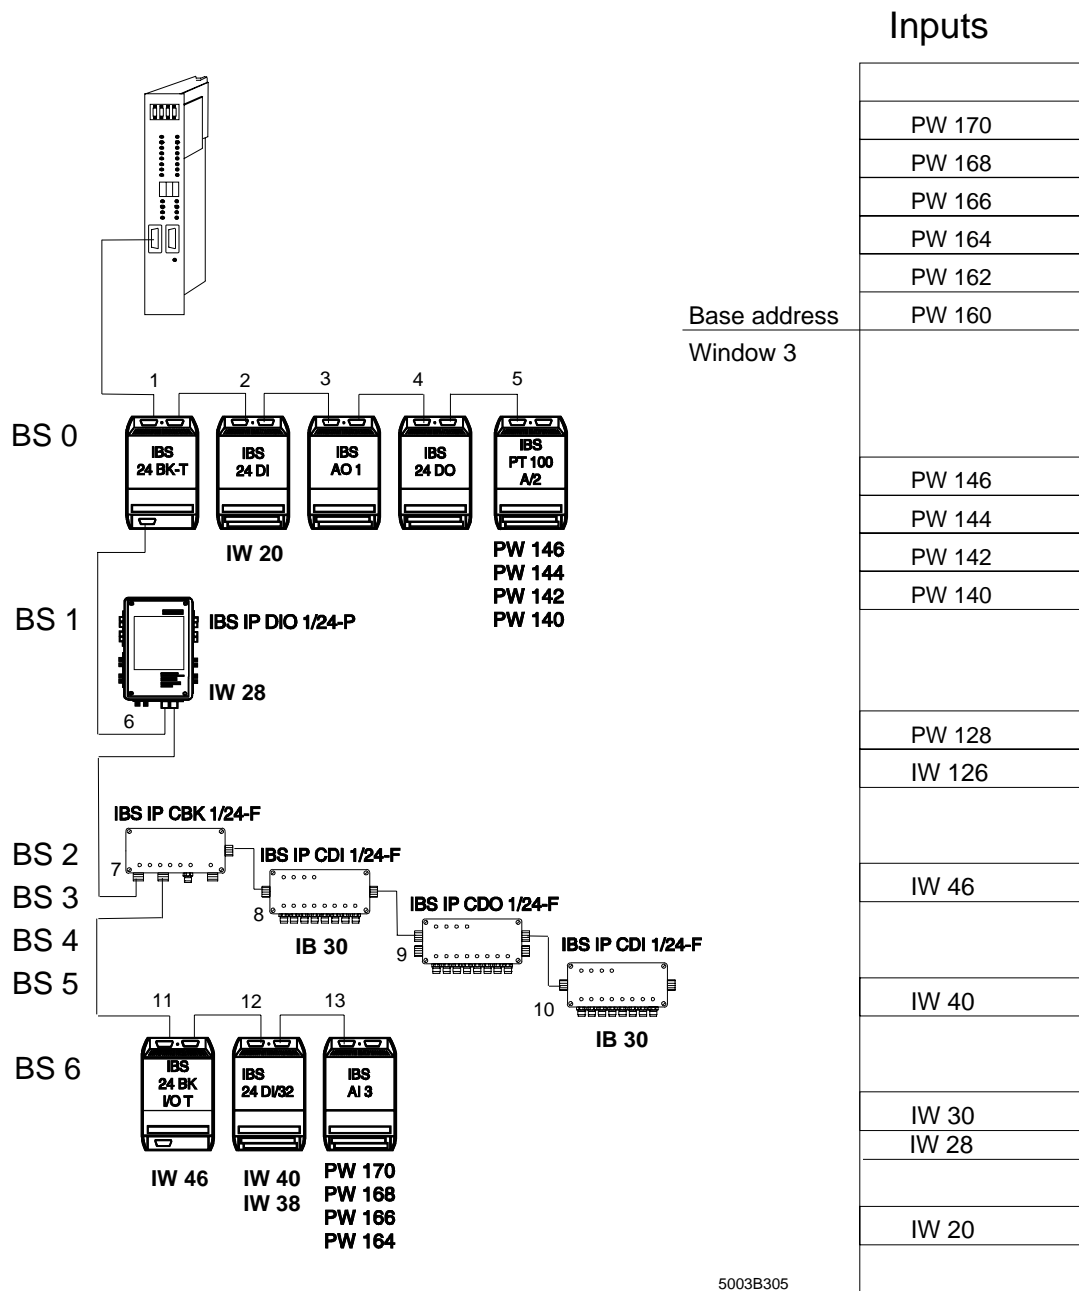 Inputs
PW 170
PW 168
PW 166
PW 164
PW 162
Base address PW 160
Window 3
1 2 3 4 5
BS 0
IBS
24 BK-T
IBS
24 DI
IBS
AO 1
IBS
24 DO
IBS
PT 100
A/2
IW 20
PW 146
PW 144
PW 142
PW 140
PW 146
PW 144
PW 142
PW 140
BS 1
IBS IP DIO 1/24-P
IW 28
6
PW 128
IW 126
IBS IP CBK 1/24-F
BS 2
7
IBS IP CDI 1/24-F
BS 3
8
IB 30
IBS IP CDO 1/24-F
9
BS 4
IBS IP CDI 1/24-F
10
IB 30
BS 5
IW 46
IW 40
11 12 13
BS 6
IBS
24 BK
I/O T
IBS
24 DI/32
IBS
AI 3
IW 46
IW 40
IW 38
PW 170
PW 168
PW 166
PW 164
IW 30
IW 28
IW 20
5003B305